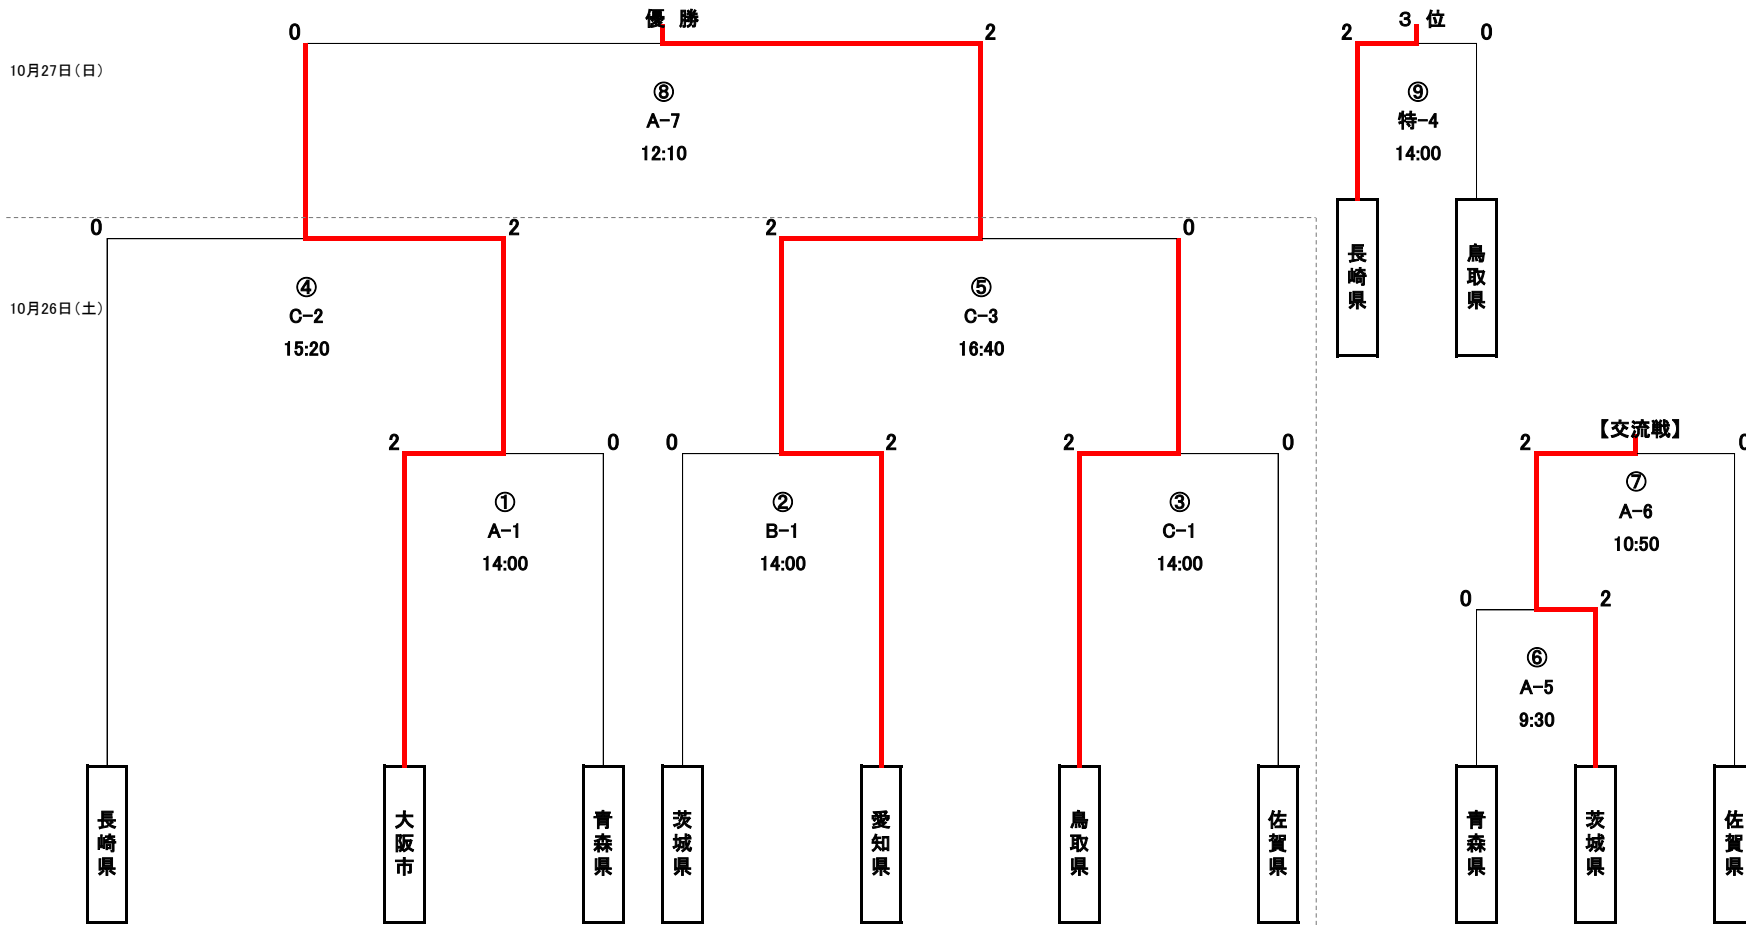 優 勝
0
2
10月27日(日)
⑧
A-7
12:10
3 位
2
0
⑨
特-4
14:00
長崎県
鳥取県
0
2
2
0
10月26日(土)
④
C-2
15:20
⑤
C-3
16:40
2
0
①
A-1
14:00
0
2
②
B-1
14:00
2
0
③
C-1
14:00
【交流戦】
2
0
⑦
A-6
10:50
0
2
⑥
A-5
9:30
長崎県
大阪市
青森県
茨城県
愛知県
鳥取県
佐賀県
青森県
茨城県
佐賀県